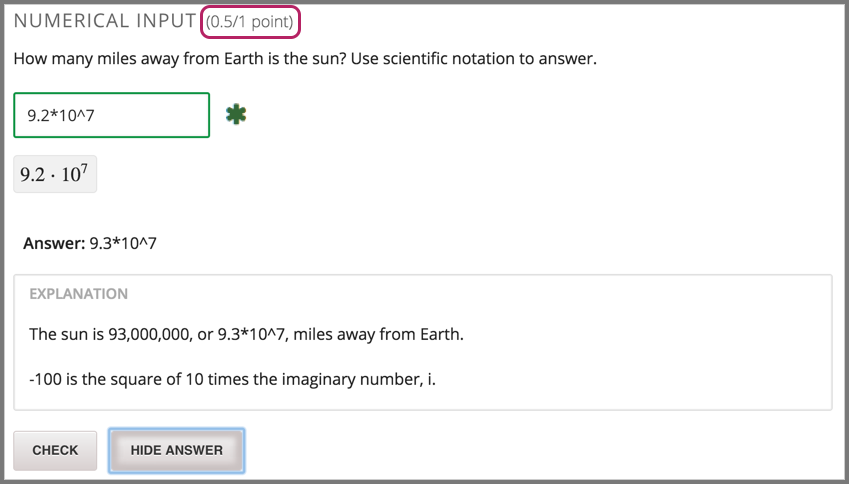 NUMERICAL INPUT (0.5/1 point)
How many miles away from Earth is the sun? Use scientific notation to answer.
9.2*10^7
9.2 · 10⁷
Answer: 9.3*10^7
EXPLANATION
The sun is 93,000,000, or 9.3*10^7, miles away from Earth.
-100 is the square of 10 times the imaginary number, i.
CHECK HIDE ANSWER